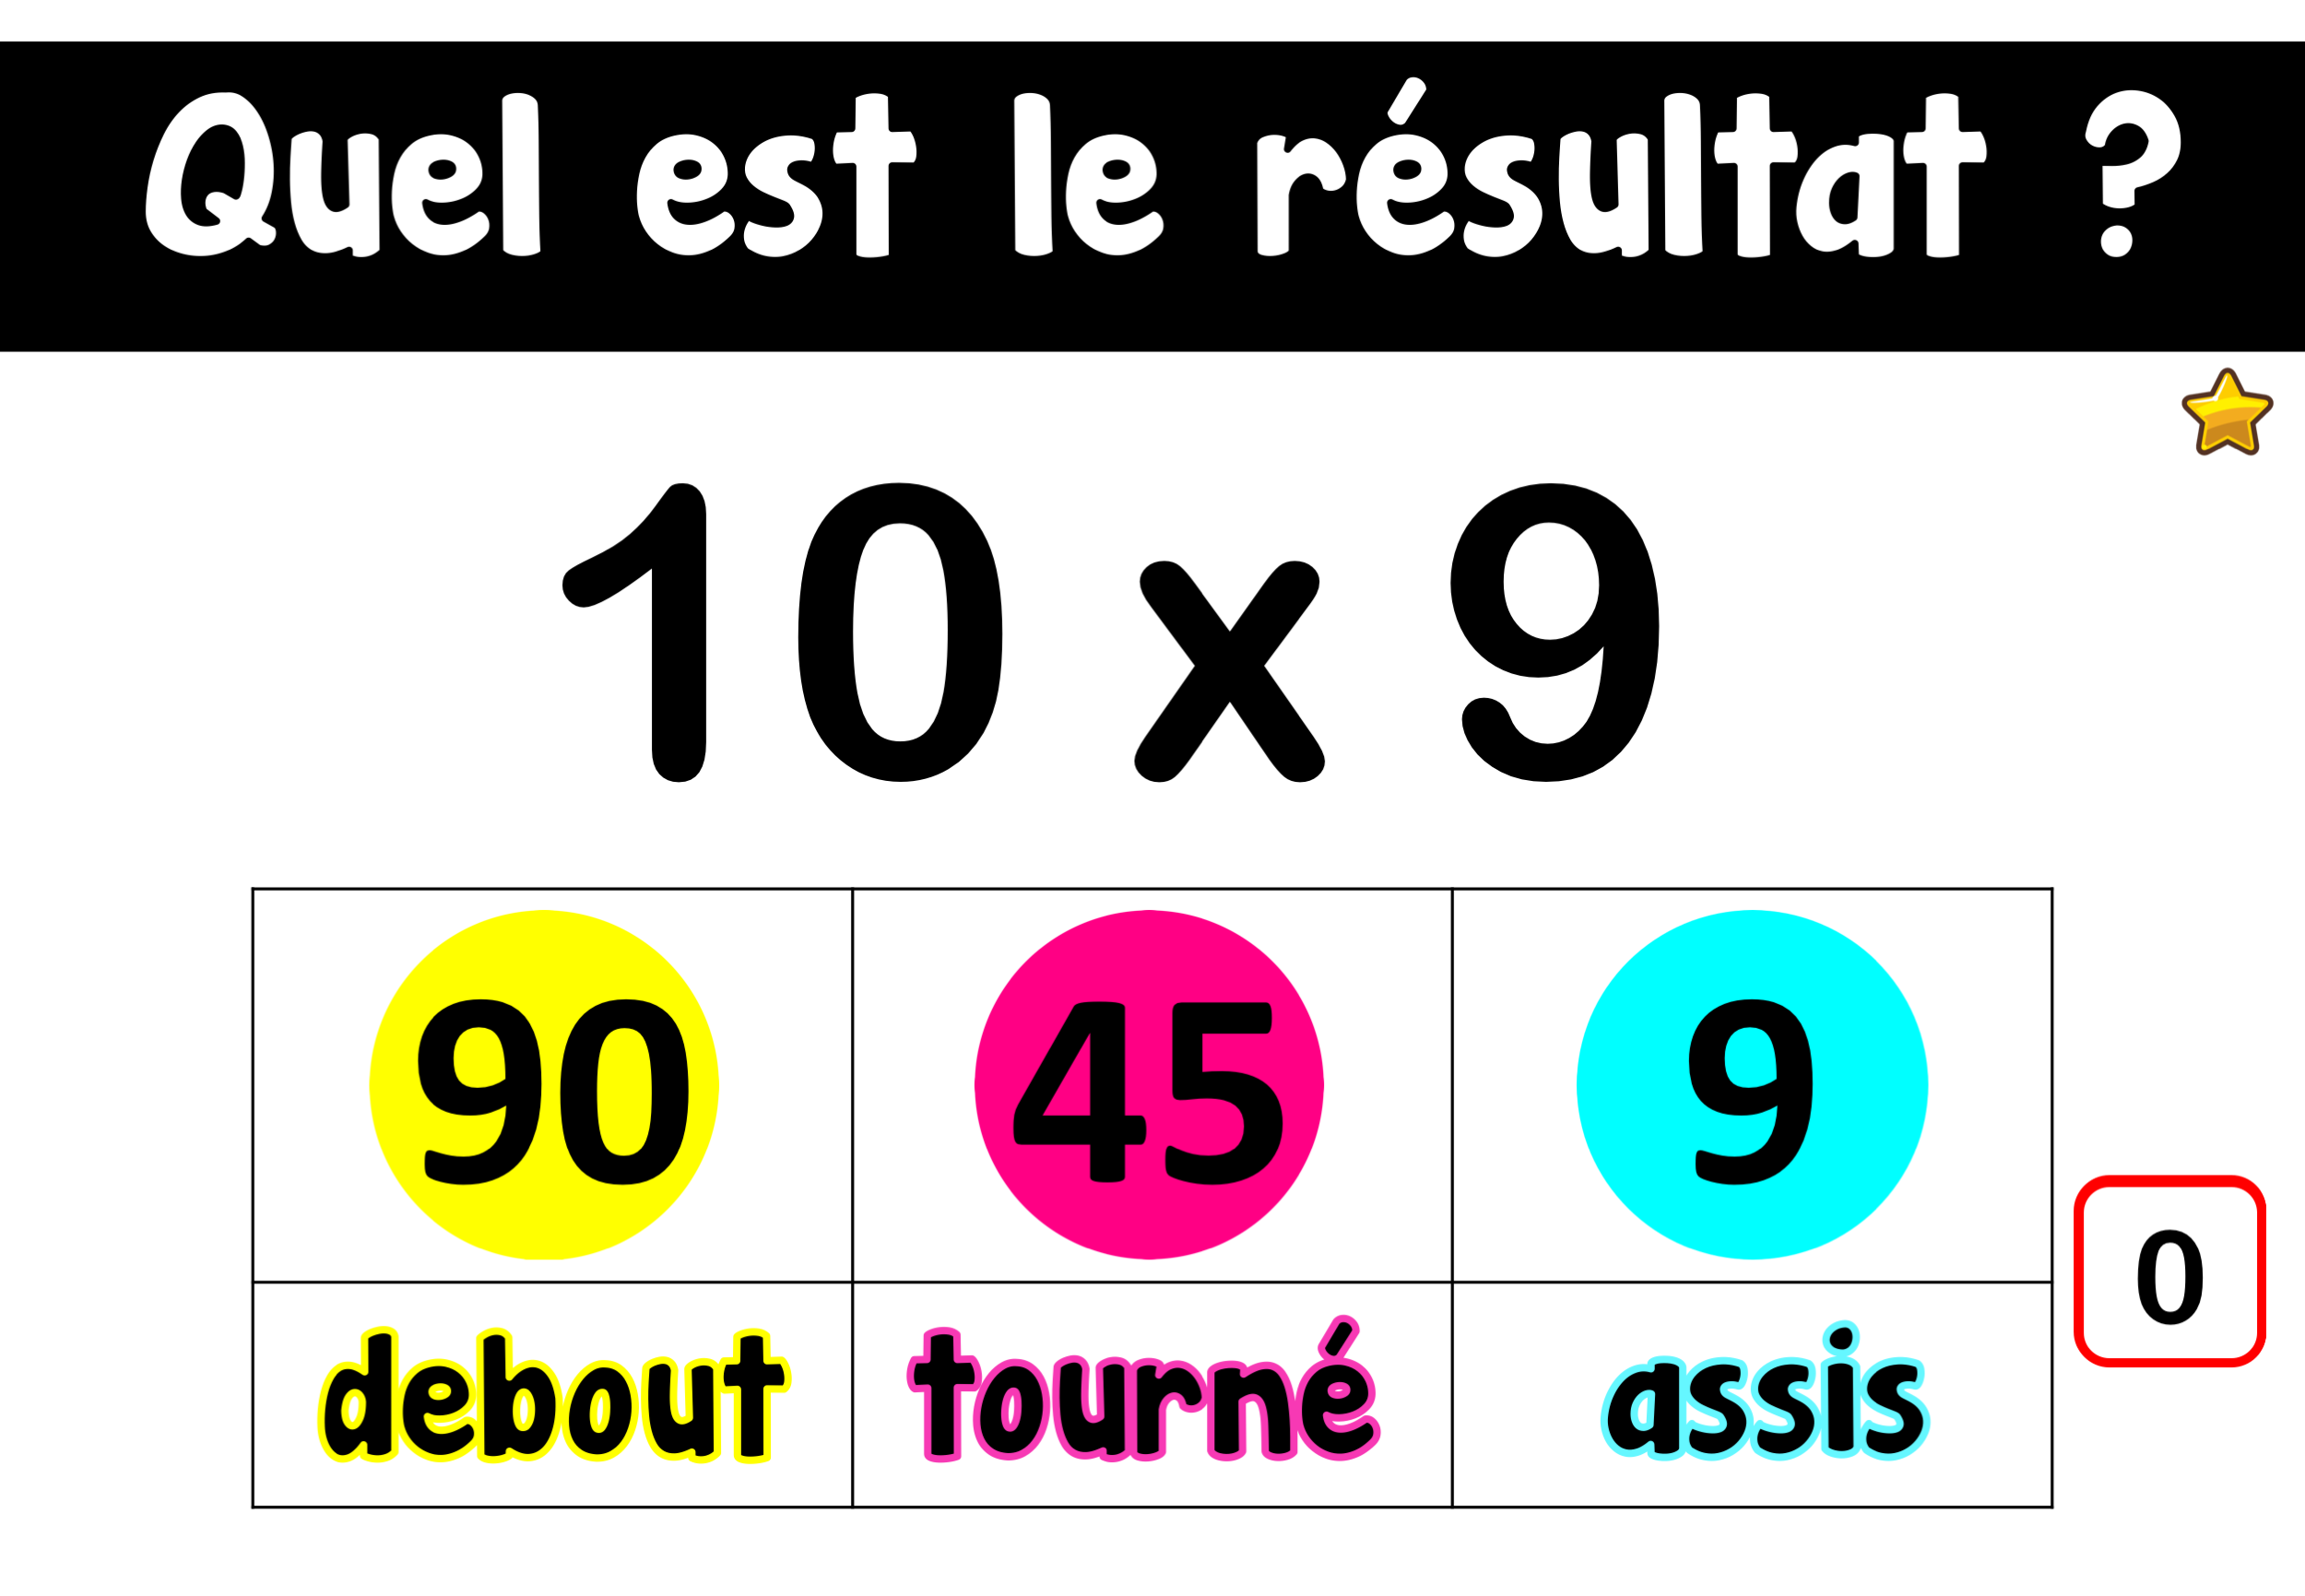 Quel est le résultat ?
10 x 9
90 45 9
0
debout tourné assis